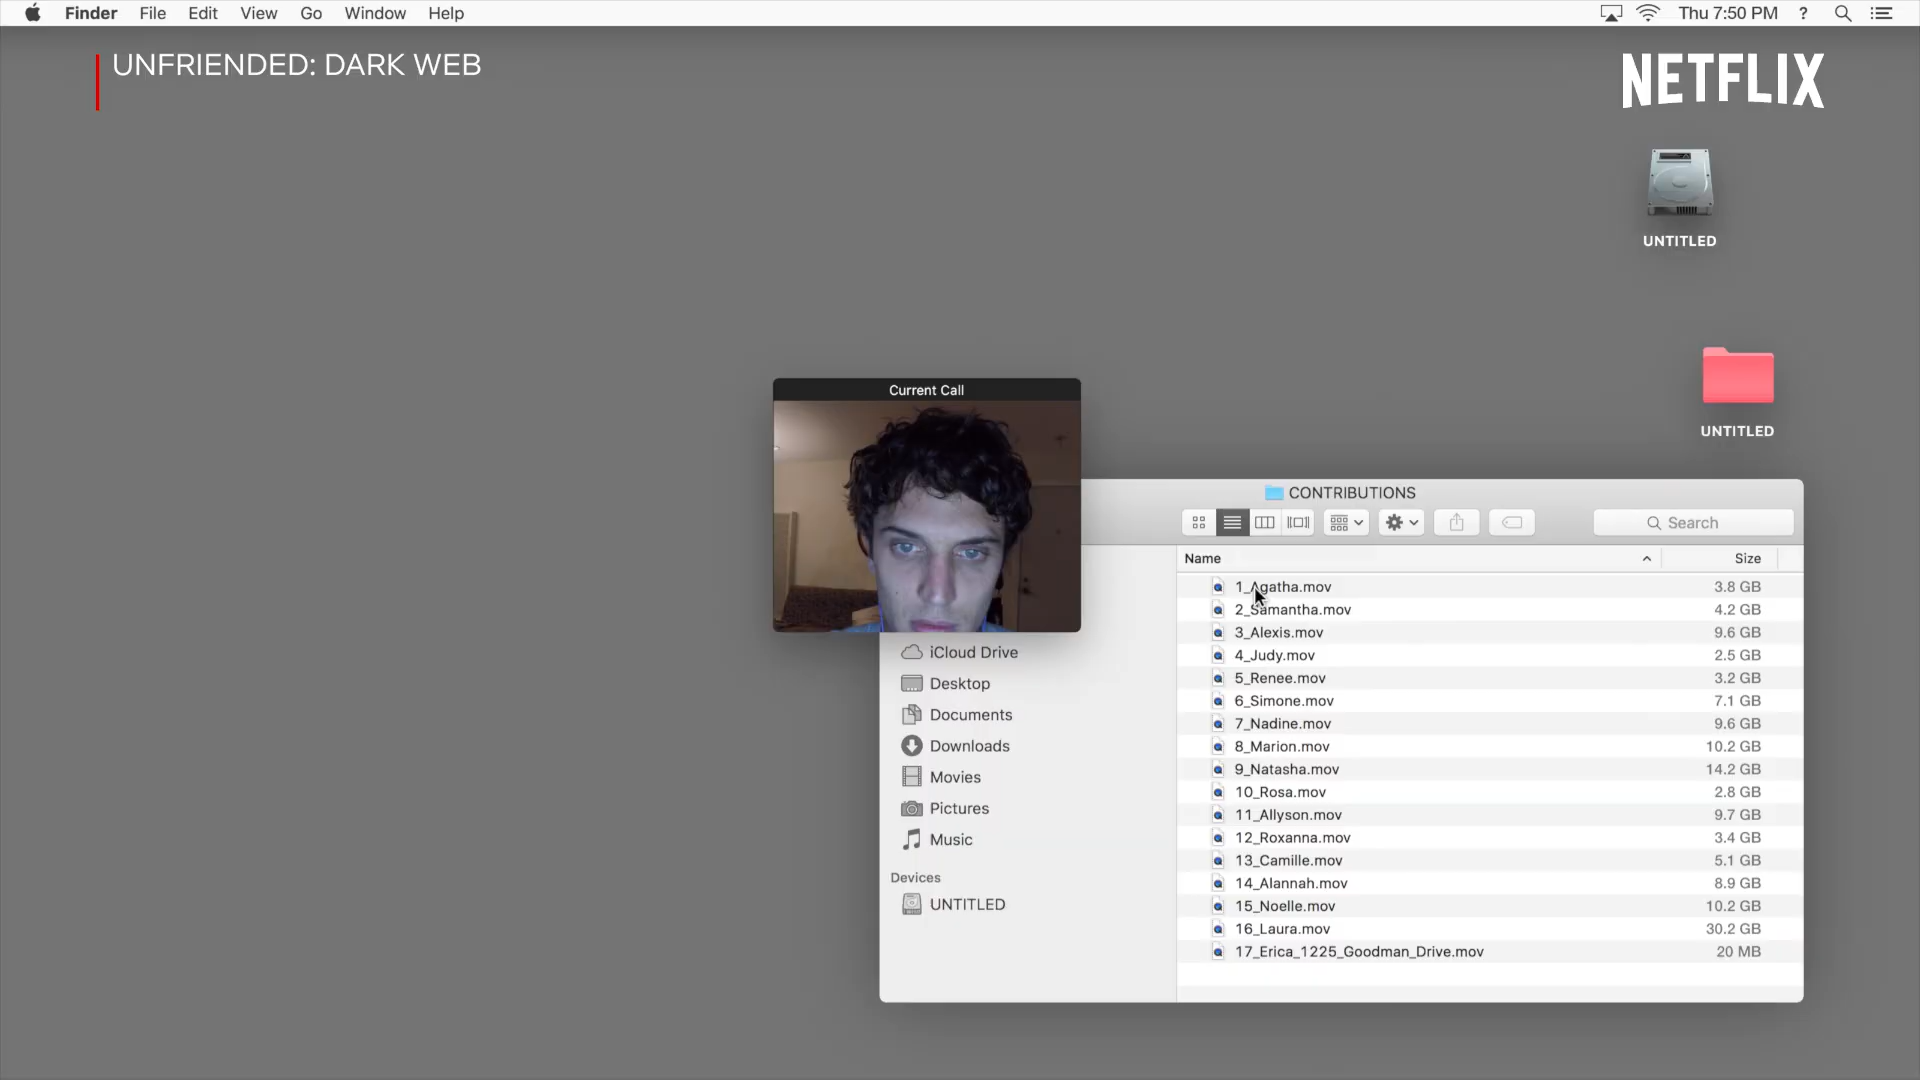 Finder File Edit View Go Window Help Thu 7:50 PM ?
UNFRIENDED: DARK WEB
NETFLIX
UNTITLED
UNTITLED
Current Call
CONTRIBUTIONS
Search
Name Size
1_Agatha.mov 3.8 GB
2_Samantha.mov 4.2 GB
3_Alexis.mov 9.6 GB
4_Judy.mov 2.5 GB
5_Renee.mov 3.2 GB
6_Simone.mov 7.1 GB
7_Nadine.mov 9.6 GB
8_Marion.mov 10.2 GB
9_Natasha.mov 14.2 GB
10_Rosa.mov 2.8 GB
11_Allyson.mov 9.7 GB
12_Roxanna.mov 3.4 GB
13_Camille.mov 5.1 GB
14_Alannah.mov 8.9 GB
15_Noelle.mov 10.2 GB
16_Laura.mov 30.2 GB
17_Erica_1225_Goodman_Drive.mov 20 MB
iCloud Drive
Desktop
Documents
Downloads
Movies
Pictures
Music
Devices
UNTITLED